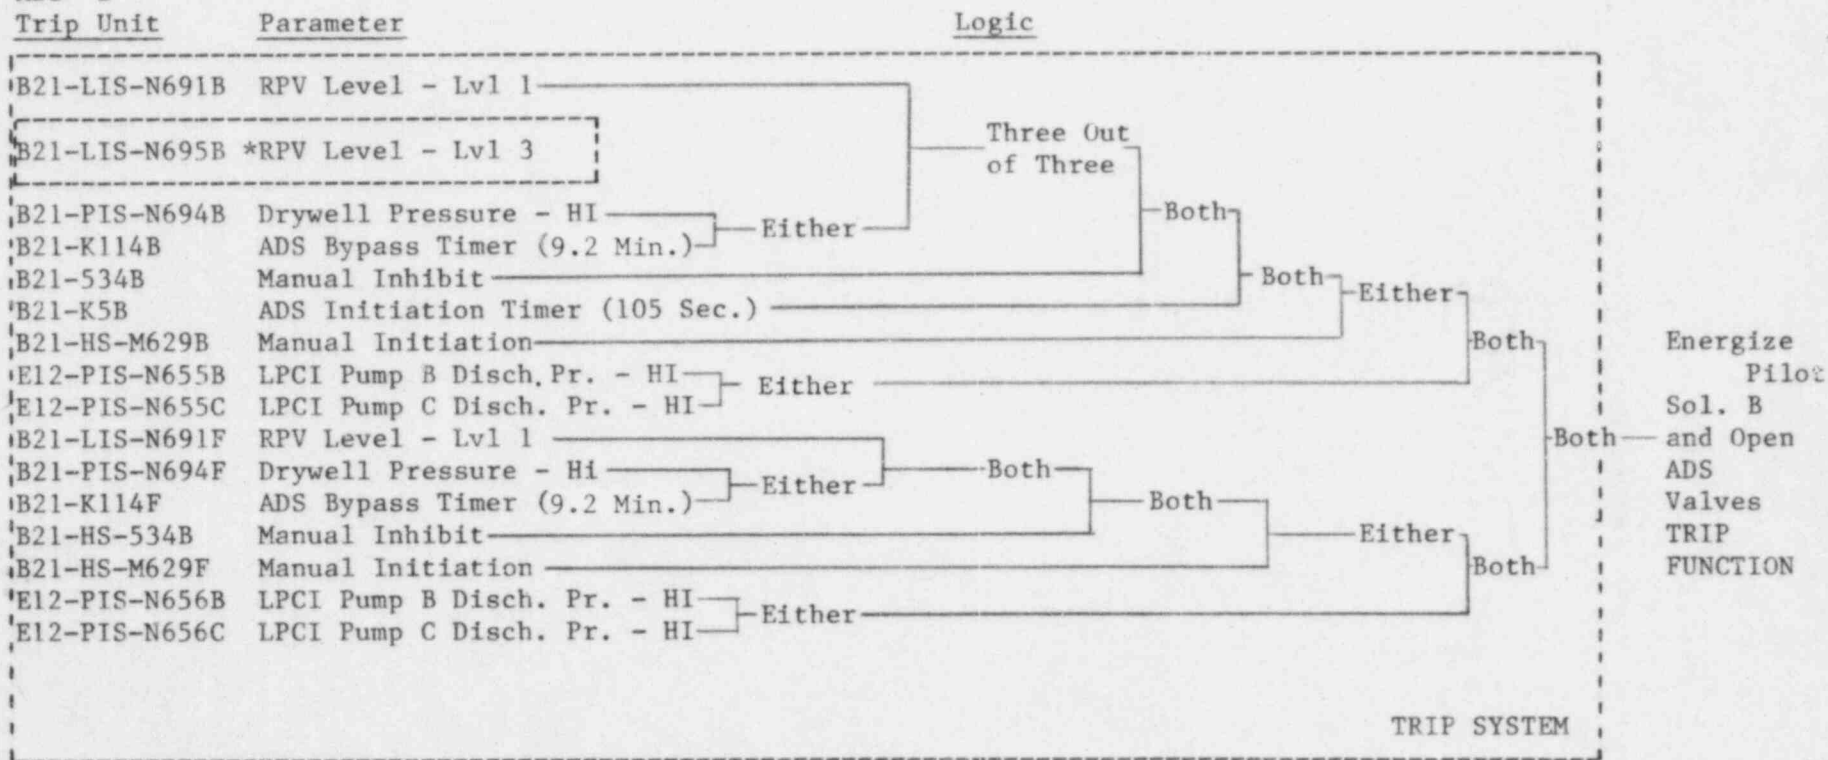 Trip Unit Parameter Logic
B21-LIS-N691B RPV Level - Lvl 1
Three Out
B21-LIS-N695B *RPV Level - Lvl 3
of Three
B21-PIS-N694B Drywell Pressure - HI
Both
Either
B21-K114B ADS Bypass Timer (9.2 Min.)
B21-534B Manual Inhibit
Both
Either
B21-K5B ADS Initiation Timer (105 Sec.)
B21-HS-M629B Manual Initiation
Both
Energize
E12-PIS-N655B LPCI Pump B Disch. Pr. - HI
Either
Pilot
E12-PIS-N655C LPCI Pump C Disch. Pr. - HI
Sol. B
B21-LIS-N691F RPV Level - Lvl 1
Both
and Open
B21-PIS-N694F Drywell Pressure - Hi
Either
Both
ADS
B21-K114F ADS Bypass Timer (9.2 Min.)
Both
Valves
B21-HS-534B Manual Inhibit
Either
TRIP
B21-HS-M629F Manual Initiation
Both
FUNCTION
E12-PIS-N656B LPCI Pump B Disch. Pr. - HI
Either
E12-PIS-N656C LPCI Pump C Disch. Pr. - HI
TRIP SYSTEM